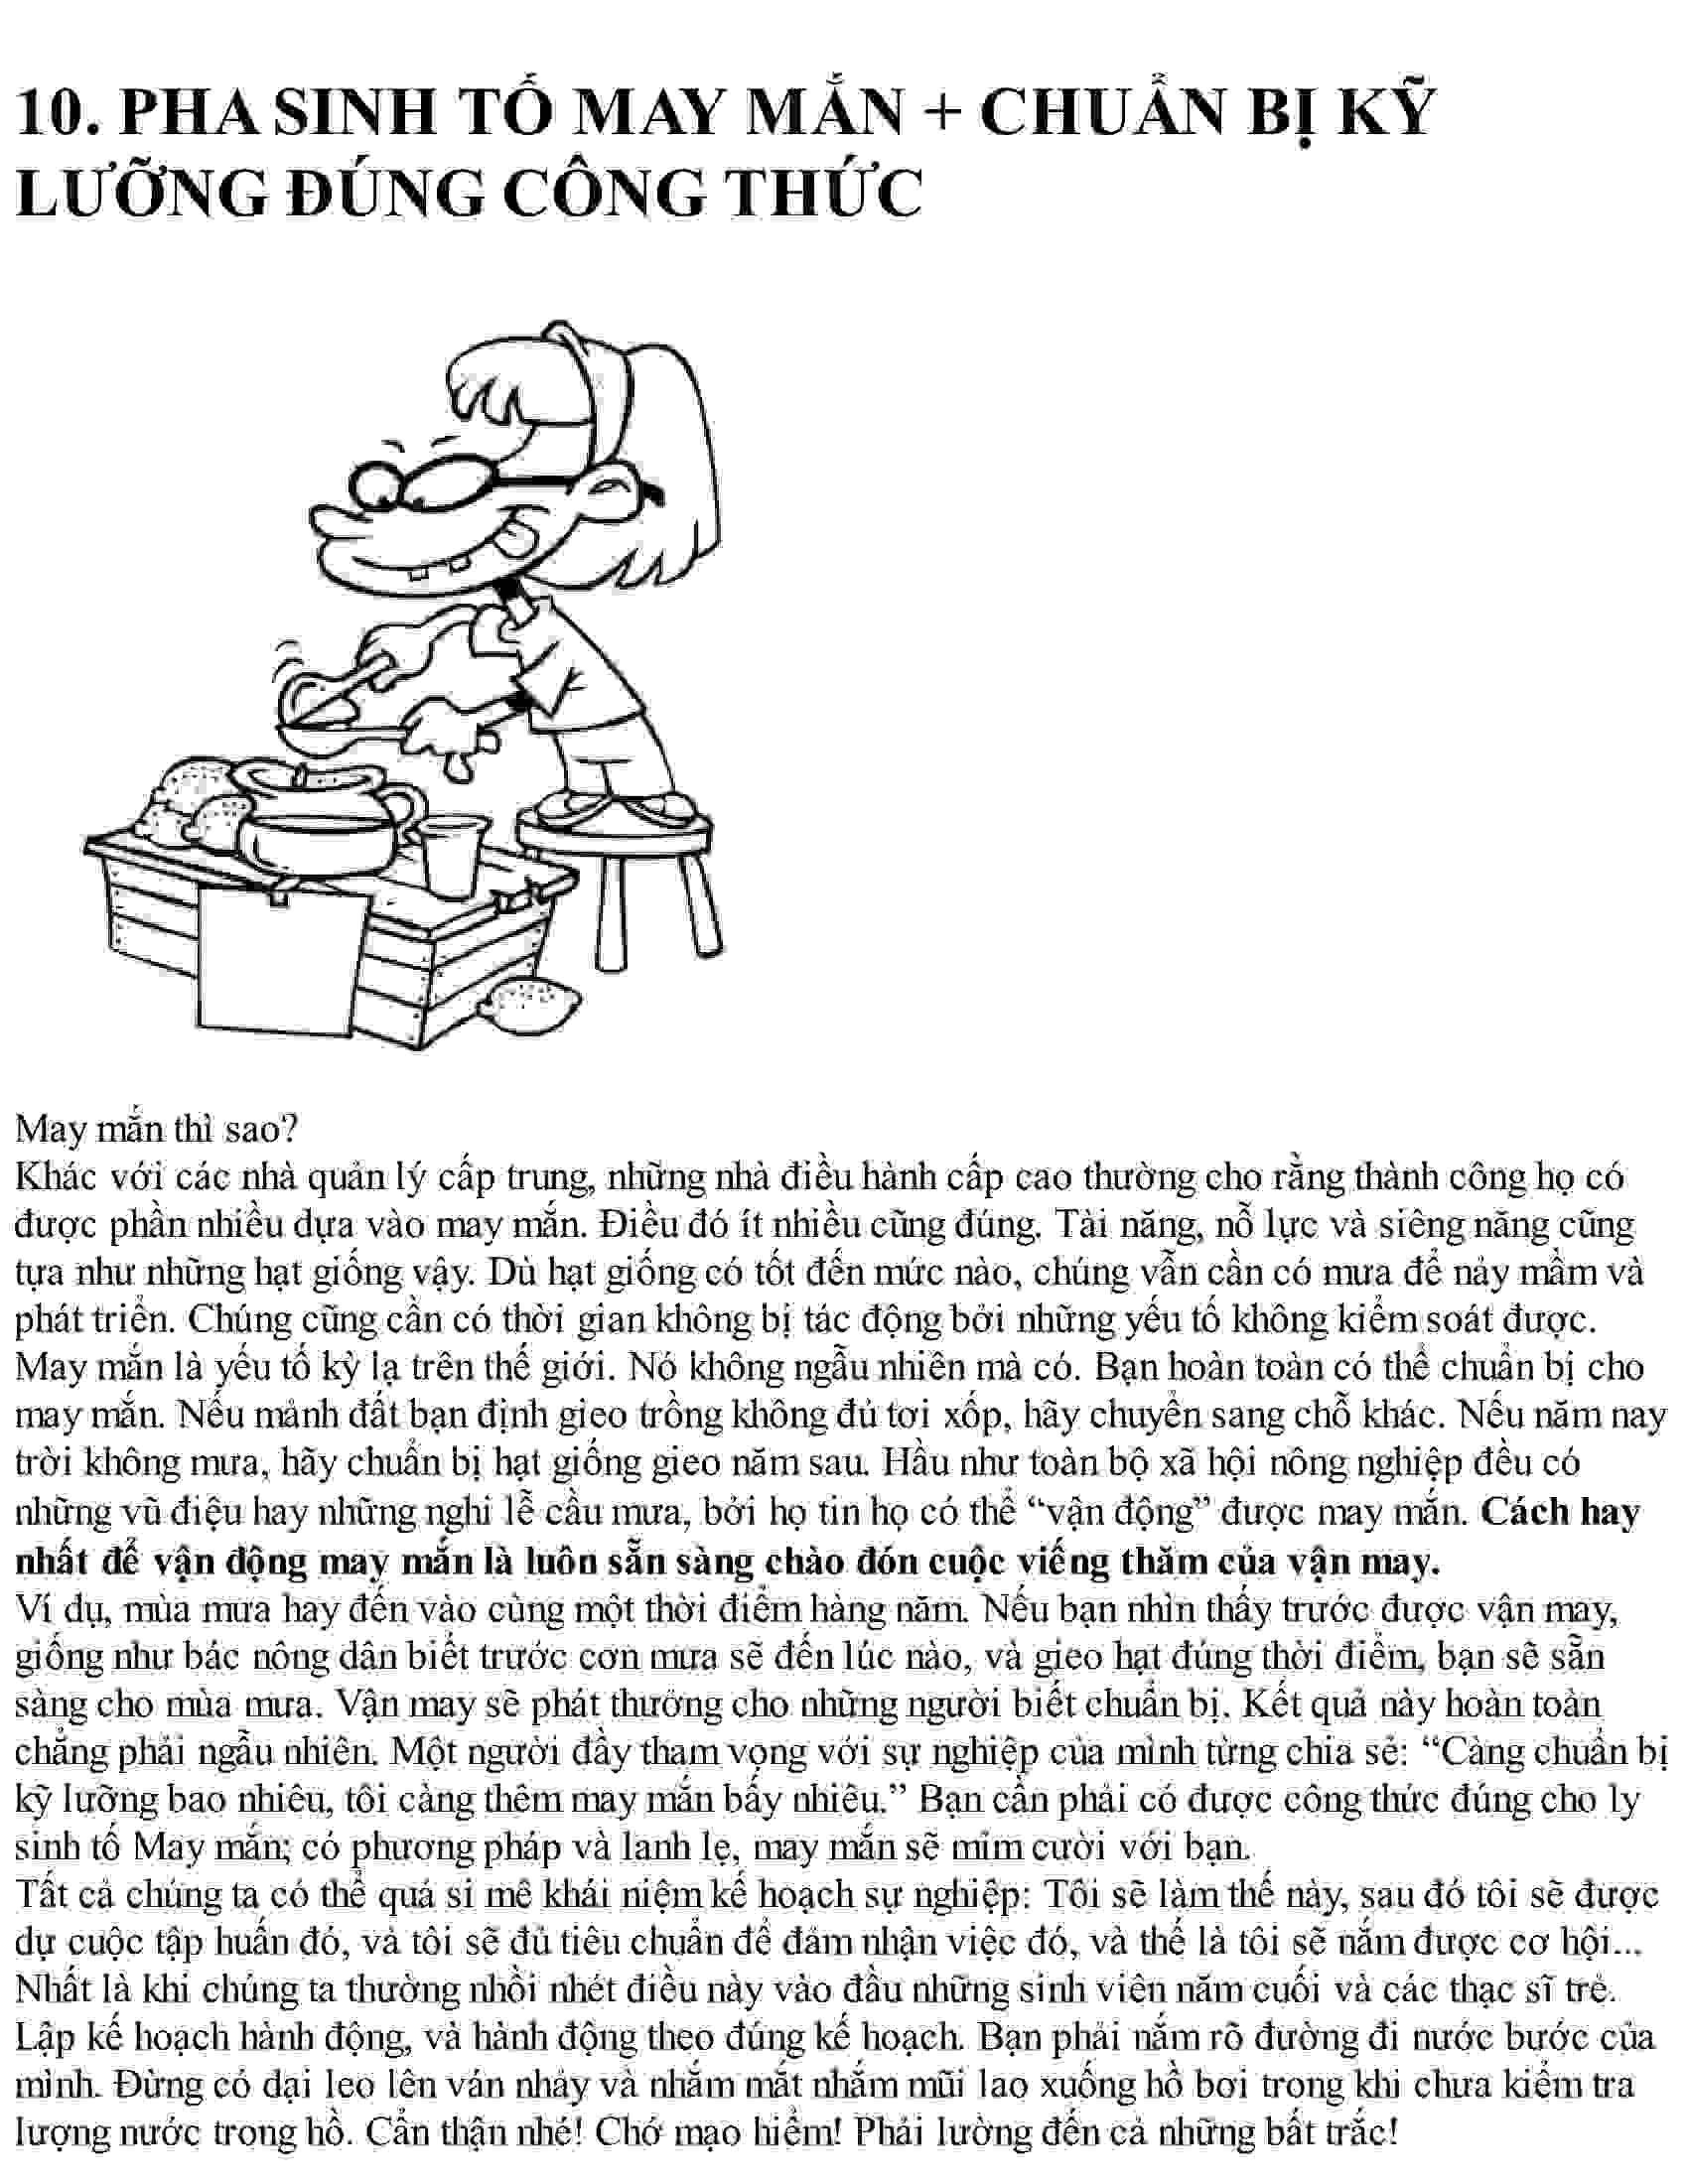 10. PHA SINH TỐ MAY MẮN + CHUẨN BỊ KỸ
LƯỠNG ĐÚNG CÔNG THỨC
May mắn thì sao?
Khác với các nhà quản lý cấp trung, những nhà điều hành cấp cao thường cho rằng thành công họ có
được phần nhiều dựa vào may mắn. Điều đó ít nhiều cũng đúng. Tài năng, nỗ lực và siêng năng cũng
tựa như những hạt giống vậy. Dù hạt giống có tốt đến mức nào, chúng vẫn cần có mưa để nảy mầm và
phát triển. Chúng cũng cần có thời gian không bị tác động bởi những yếu tố không kiểm soát được.
May mắn là yếu tố kỳ lạ trên thế giới. Nó không ngẫu nhiên mà có. Bạn hoàn toàn có thể chuẩn bị cho
may mắn. Nếu mảnh đất bạn định gieo trồng không đủ tơi xốp, hãy chuyển sang chỗ khác. Nếu năm nay
trời không mưa, hãy chuẩn bị hạt giống gieo năm sau. Hầu như toàn bộ xã hội nông nghiệp đều có
những vũ điệu hay những nghi lễ cầu mưa, bởi họ tin họ có thể “vận động” được may mắn. Cách hay
nhất để vận động may mắn là luôn sẵn sàng chào đón cuộc viếng thăm của vận may.
Ví dụ, mùa mưa hay đến vào cùng một thời điểm hàng năm. Nếu bạn nhìn thấy trước được vận may,
giống như bác nông dân biết trước cơn mưa sẽ đến lúc nào, và gieo hạt đúng thời điểm, bạn sẽ sẵn
sàng cho mùa mưa. Vận may sẽ phát thưởng cho những người biết chuẩn bị. Kết quả này hoàn toàn
chẳng phải ngẫu nhiên. Một người đầy tham vọng với sự nghiệp của mình từng chia sẻ: “Càng chuẩn bị
kỹ lưỡng bao nhiêu, tôi càng thêm may mắn bấy nhiêu.” Bạn cần phải có được công thức đúng cho ly
sinh tố May mắn; có phương pháp và lanh lẹ, may mắn sẽ mỉm cười với bạn.
Tất cả chúng ta có thể quá si mê khái niệm kế hoạch sự nghiệp: Tôi sẽ làm thế này, sau đó tôi sẽ được
dự cuộc tập huấn đó, và tôi sẽ đủ tiêu chuẩn để đảm nhận việc đó, và thế là tôi sẽ nắm được cơ hội...
Nhất là khi chúng ta thường nhồi nhét điều này vào đầu những sinh viên năm cuối và các thạc sĩ trẻ.
Lập kế hoạch hành động, và hành động theo đúng kế hoạch. Bạn phải nắm rõ đường đi nước bước của
mình. Đừng có dại leo lên ván nhảy và nhắm mắt nhắm mũi lao xuống hồ bơi trong khi chưa kiểm tra
lượng nước trong hồ. Cẩn thận nhé! Chớ mạo hiểm! Phải lường đến cả những bất trắc!